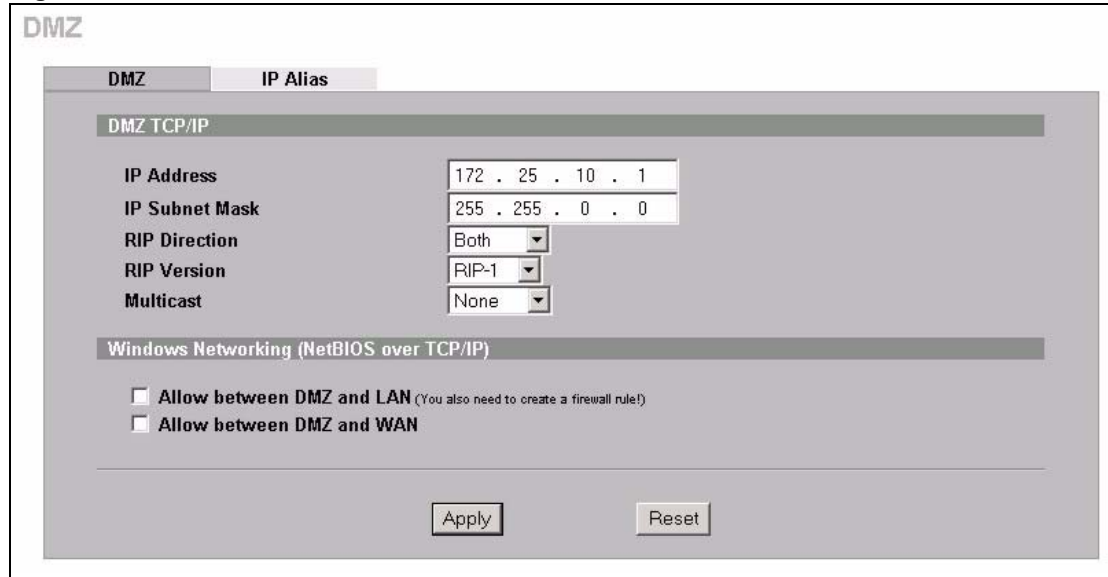 DMZ
DMZ IP Alias
DMZ TCP/IP
IP Address 172 . 25 . 10 . 1
IP Subnet Mask 255 . 255 . 0 . 0
RIP Direction Both
RIP Version RIP-1
Multicast None
Windows Networking (NetBIOS over TCP/IP)
Allow between DMZ and LAN (You also need to create a firewall rule!)
Allow between DMZ and WAN
Apply Reset